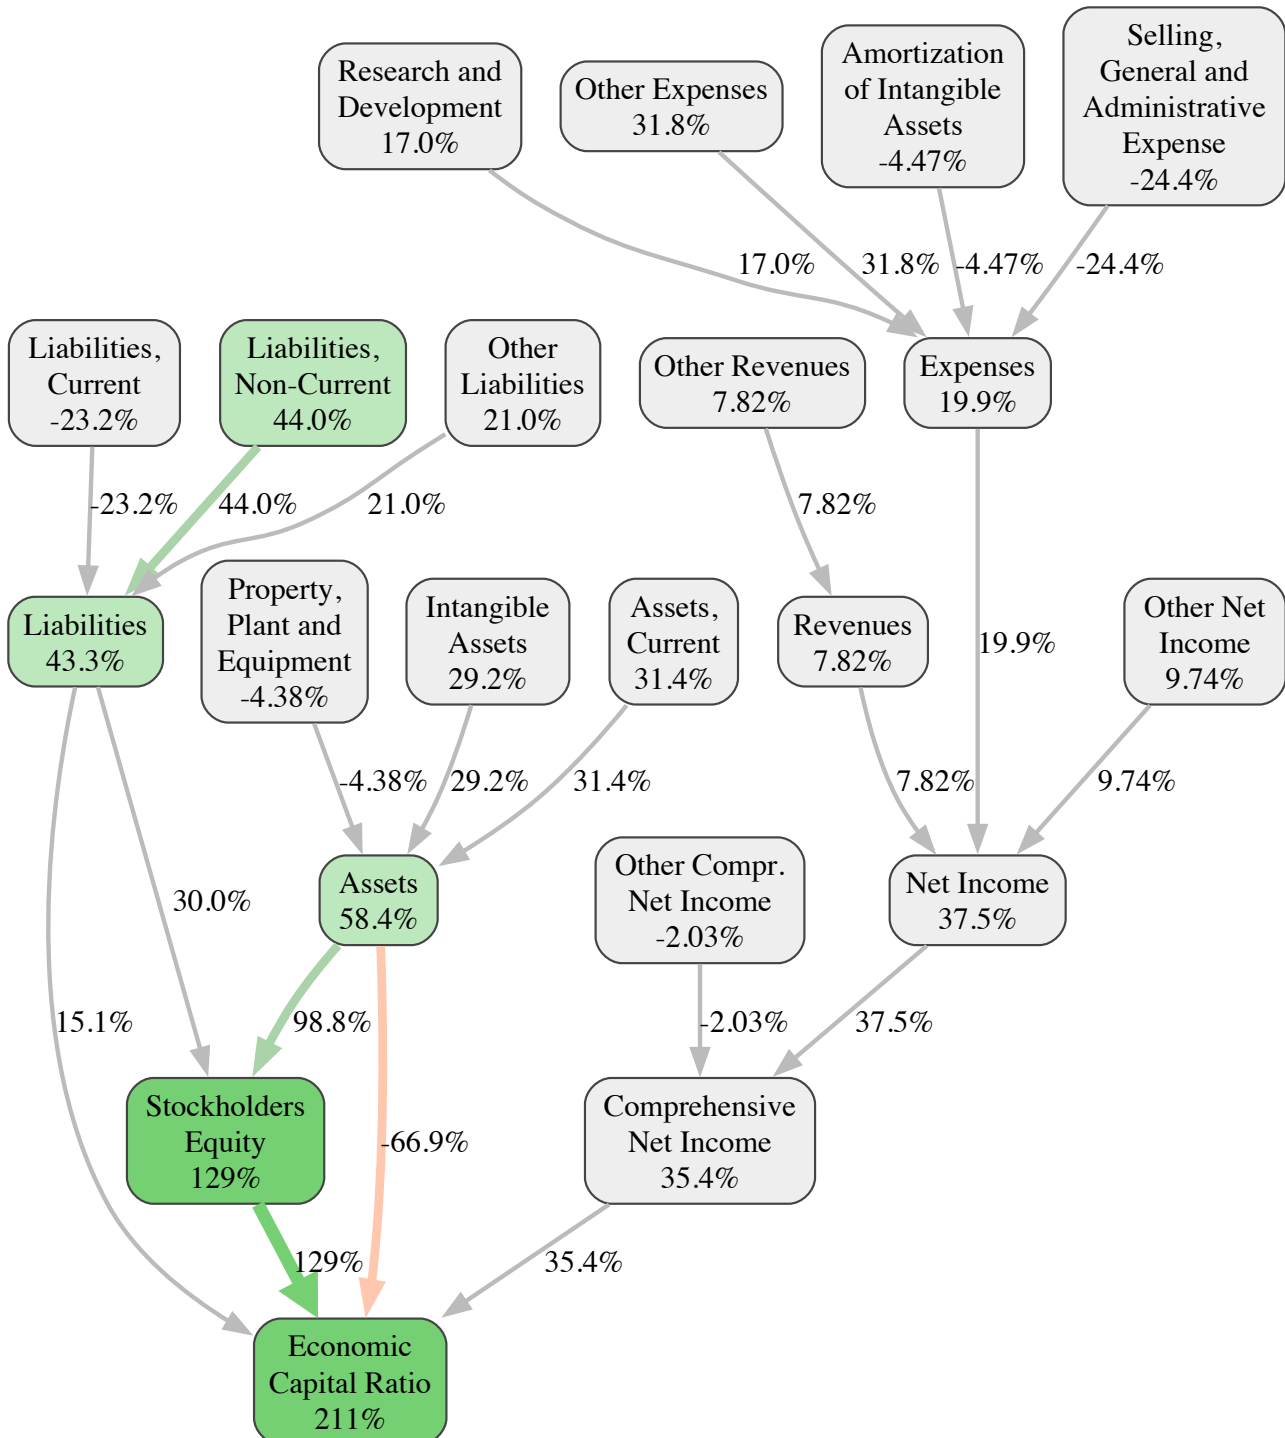 Research and
Development
17.0%
Other Expenses
31.8%
Amortization
of Intangible
Assets
-4.47%
Selling,
General and
Administrative
Expense
-24.4%
17.0%
31.8%
-4.47%
-24.4%
Liabilities,
Current
-23.2%
Liabilities,
Non-Current
44.0%
Other
Liabilities
21.0%
Other Revenues
7.82%
Expenses
19.9%
-23.2%
44.0%
21.0%
7.82%
Liabilities
43.3%
Property,
Plant and
Equipment
-4.38%
Intangible
Assets
29.2%
Assets,
Current
31.4%
Revenues
7.82%
19.9%
Other Net
Income
9.74%
-4.38%
29.2%
31.4%
7.82%
9.74%
Assets
58.4%
Other Compr.
Net Income
-2.03%
Net Income
37.5%
30.0%
15.1%
98.8%
-2.03%
37.5%
Stockholders
Equity
129%
-66.9%
Comprehensive
Net Income
35.4%
129%
35.4%
Economic
Capital Ratio
211%